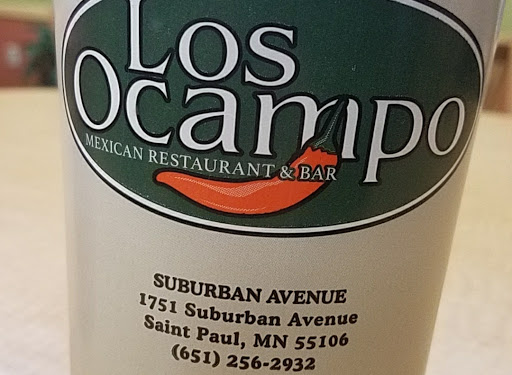 Los
Ocampo
MEXICAN RESTAURANT & BAR
SUBURBAN AVENUE
1751 Suburban Avenue
Saint Paul, MN 55106
(651) 256-2932